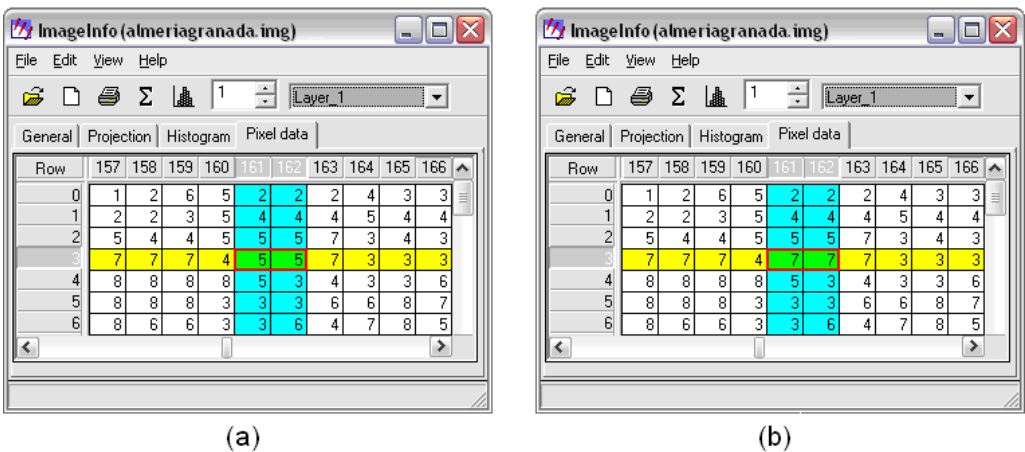 ImageInfo (almeriagranada.img)
File Edit View Help
Σ 1 Layer_1
General Projection Histogram Pixel data
Row 157 158 159 160 161 162 163 164 165 166
0 1 2 6 5 2 2 2 4 3 3
1 2 2 3 5 4 4 4 5 4 4
2 5 4 4 5 5 5 7 3 4 3
3 7 7 7 4 5 5 7 3 3 3
4 8 8 8 8 5 3 4 3 3 6
5 8 8 8 3 3 3 6 6 8 7
6 8 6 6 3 3 6 4 7 8 5
(a)
ImageInfo (almeriagranada.img)
File Edit View Help
Σ 1 Layer_1
General Projection Histogram Pixel data
Row 157 158 159 160 161 162 163 164 165 166
0 1 2 6 5 2 2 2 4 3 3
1 2 2 3 5 4 4 4 5 4 4
2 5 4 4 5 5 5 7 3 4 3
3 7 7 7 4 7 7 7 3 3 3
4 8 8 8 8 5 3 4 3 3 6
5 8 8 8 3 3 3 6 6 8 7
6 8 6 6 3 3 6 4 7 8 5
(b)